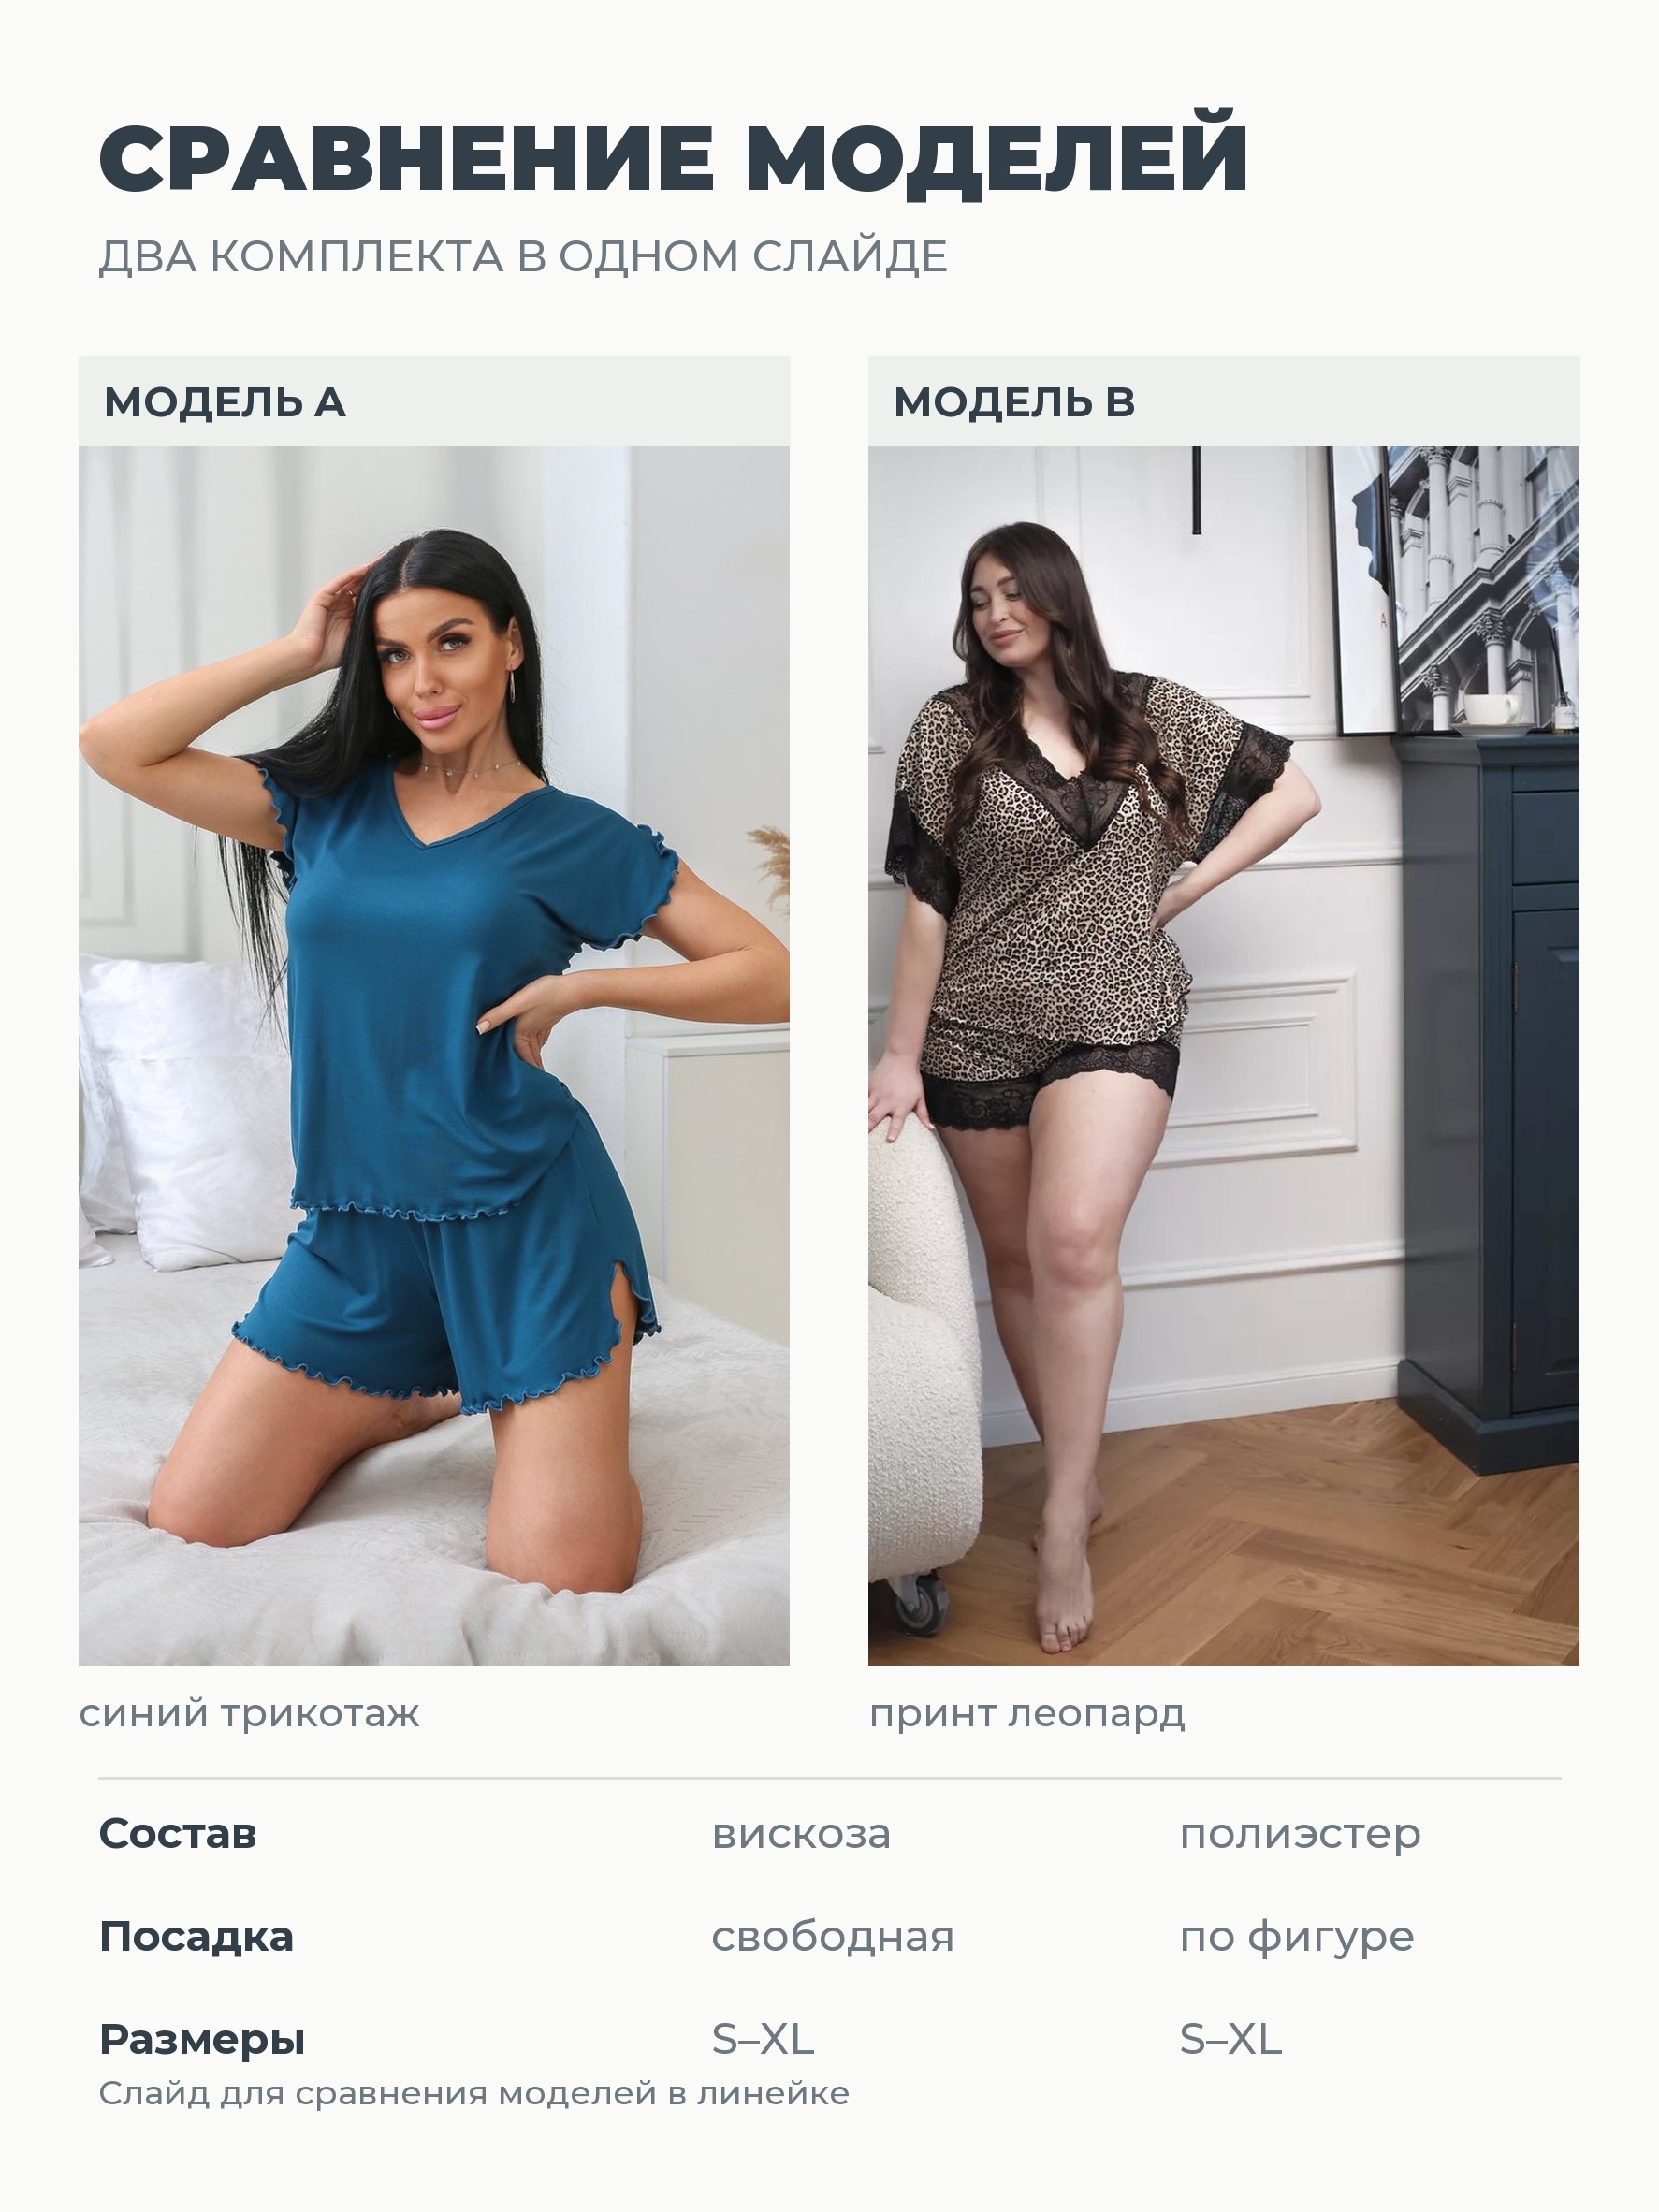 СРАВНЕНИЕ МОДЕЛЕЙ
ДВА КОМПЛЕКТА В ОДНОМ СЛАЙДЕ
МОДЕЛЬ A
МОДЕЛЬ B
синий трикотаж
принт леопард
Состав вискоза полиэстер
Посадка свободная по фигуре
Размеры S–XL S–XL
Слайд для сравнения моделей в линейке